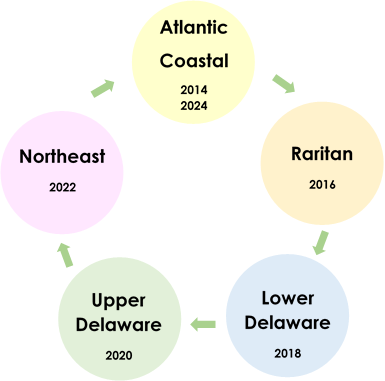 Atlantic
Coastal
2014
2024
Raritan
2016
Lower
Delaware
2018
Upper
Delaware
2020
Northeast
2022